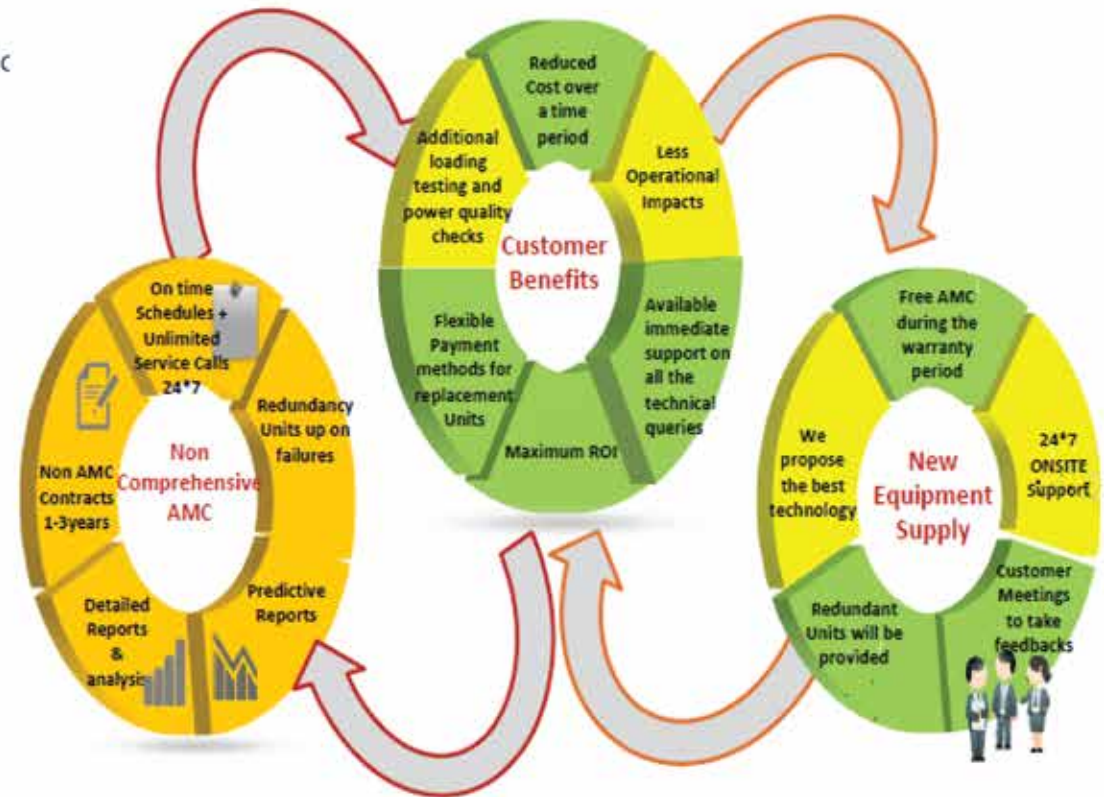 c
On time
Schedules +
Unlimited
Service Calls
24*7
Redundancy
Units up on
failures
Predictive
Reports
Detailed
Reports
&
analysis
Non AMC
Contracts
1-3years
Non
Comprehensive
AMC
Reduced
Cost over
a time
period
Less
Operational
Impacts
Available
immediate
support on
all the
technical
queries
Maximum ROI
Flexible
Payment
methods for
replacement
Units
Additional
loading
testing and
power quality
checks
Customer
Benefits
Free AMC
during the
warranty
period
24*7
ONSITE
Support
Customer
Meetings
to take
feedbacks
Redundant
Units will be
provided
We
propose
the best
technology
New
Equipment
Supply